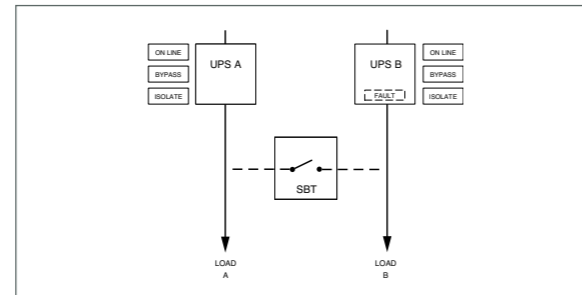 ON LINE
BYPASS
ISOLATE
UPS A
UPS B
FAULT
ON LINE
BYPASS
ISOLATE
SBT
LOAD
A
LOAD
B